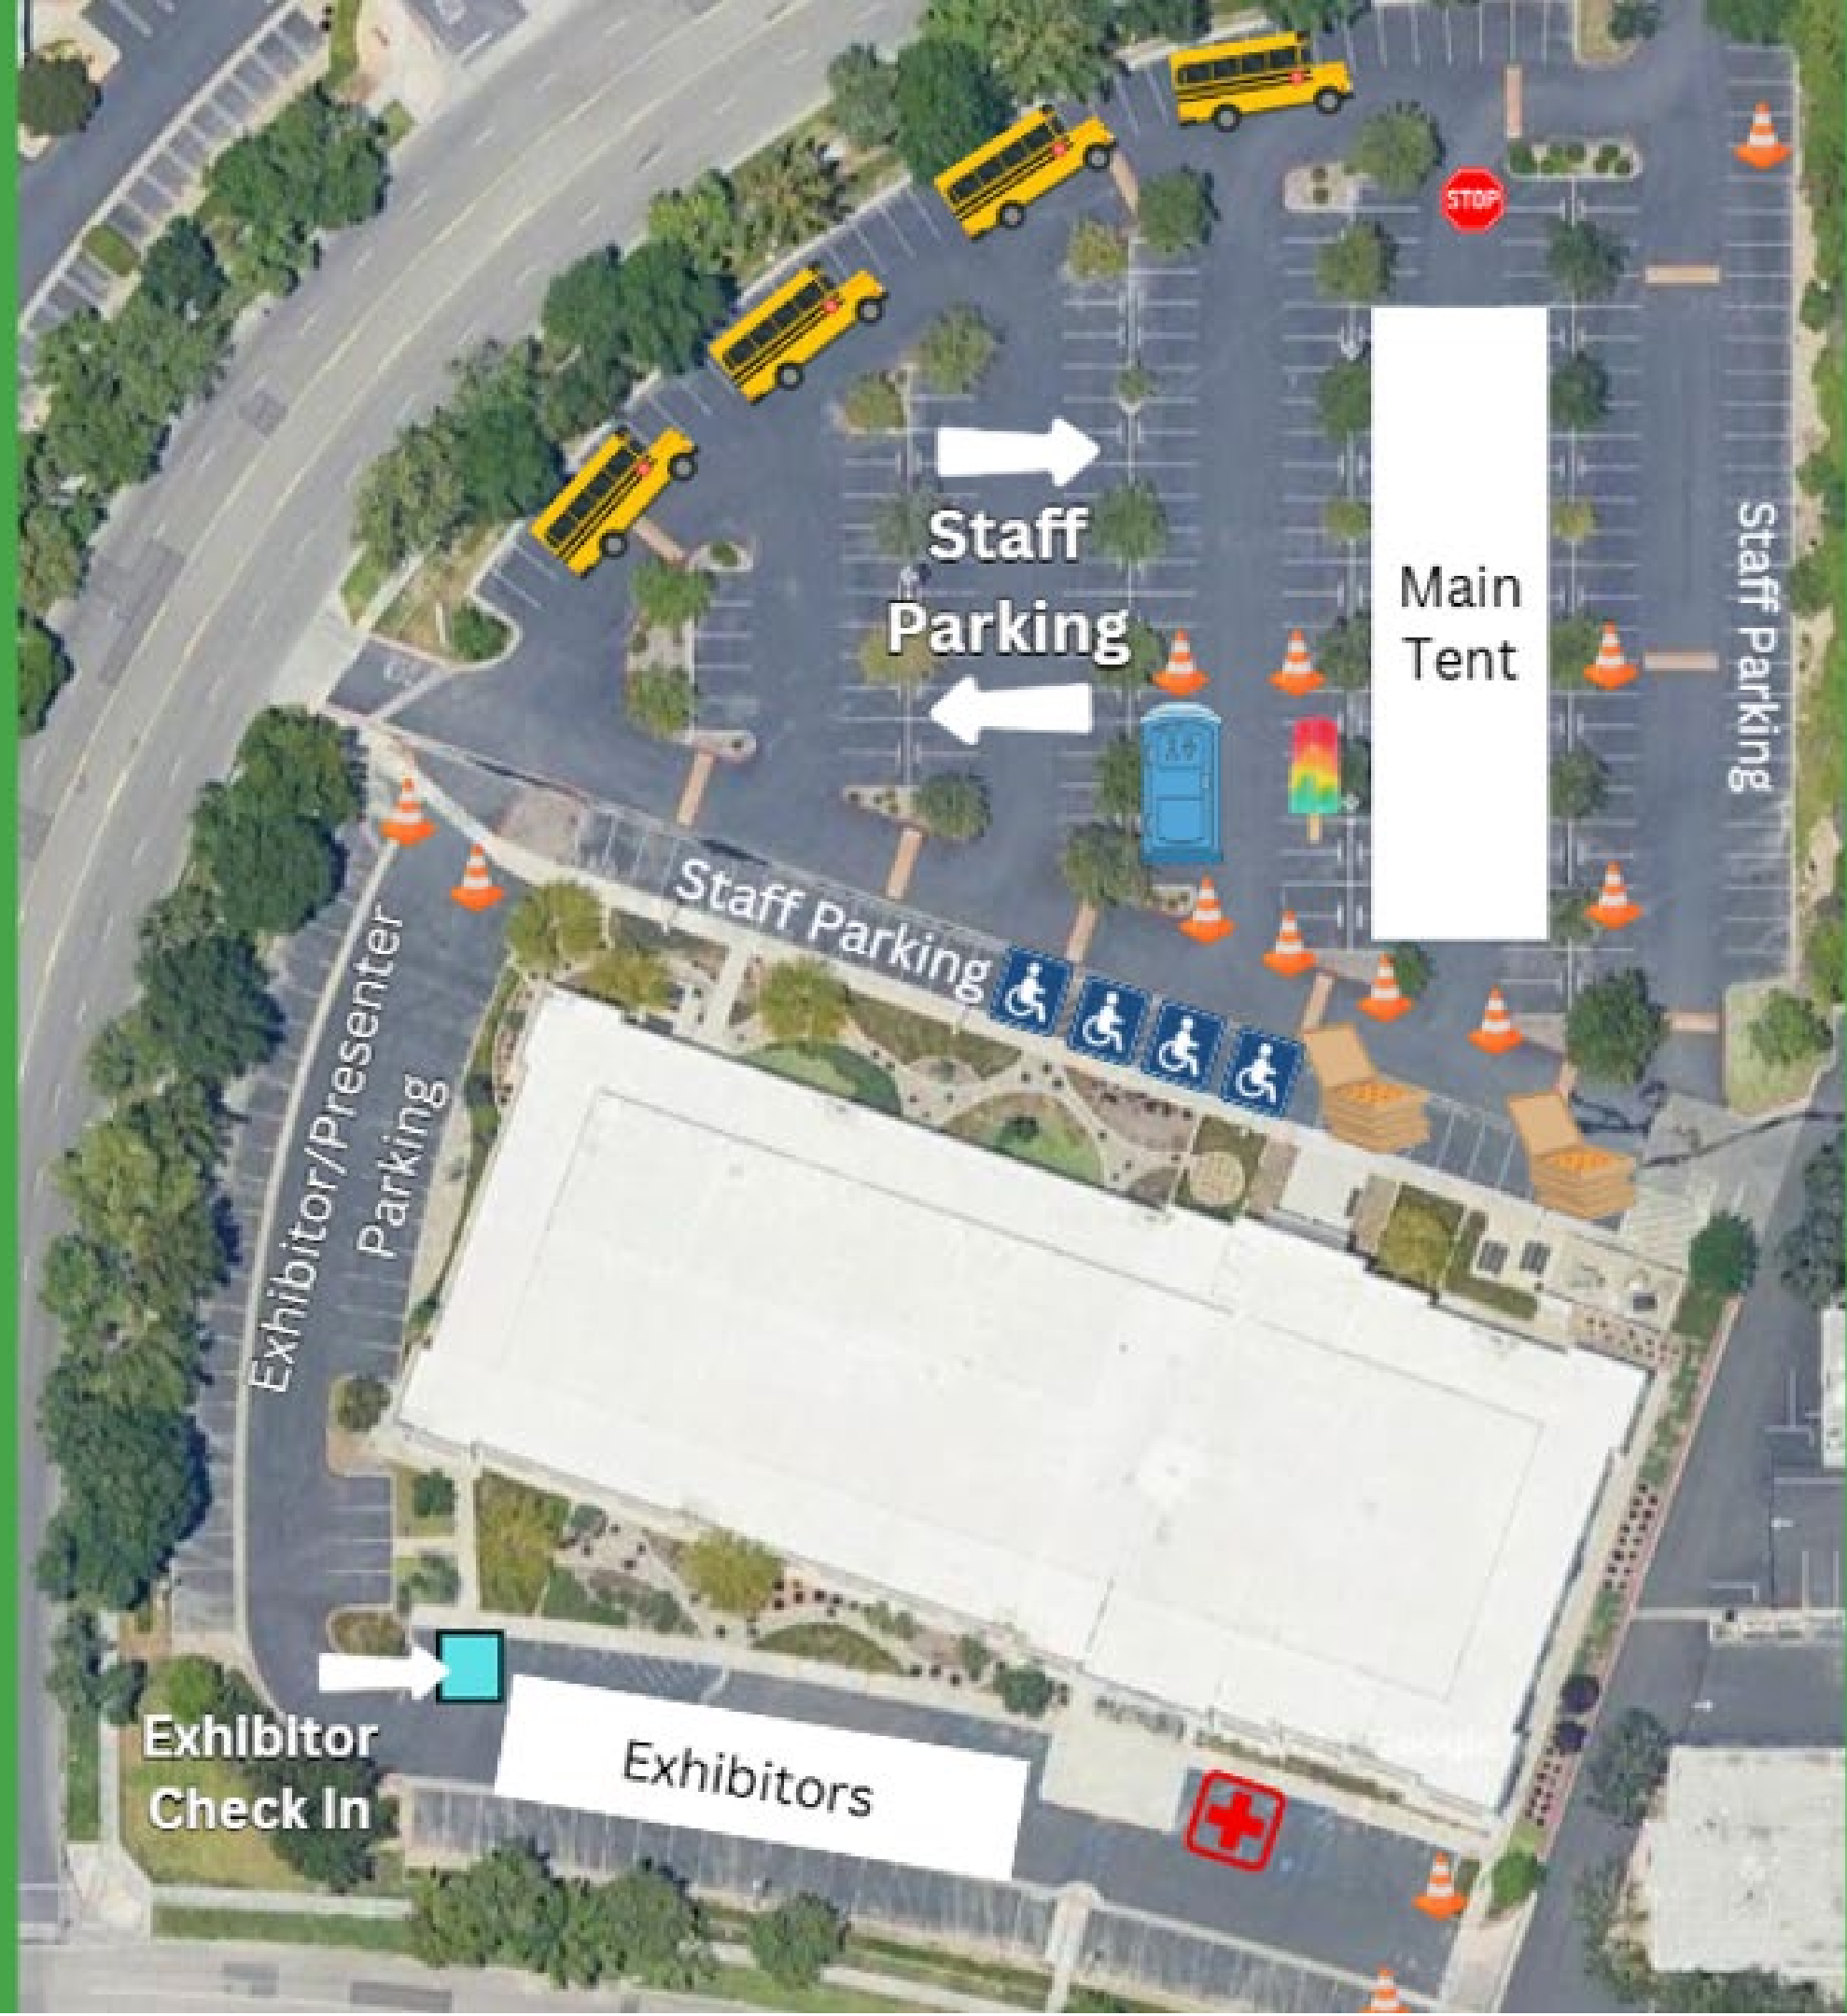 STOP
Staff
Parking
Main
Tent
Staff Parking
Staff Parking
Exhibitor/Presenter
Parking
Exhibitor
Check In
Exhibitors